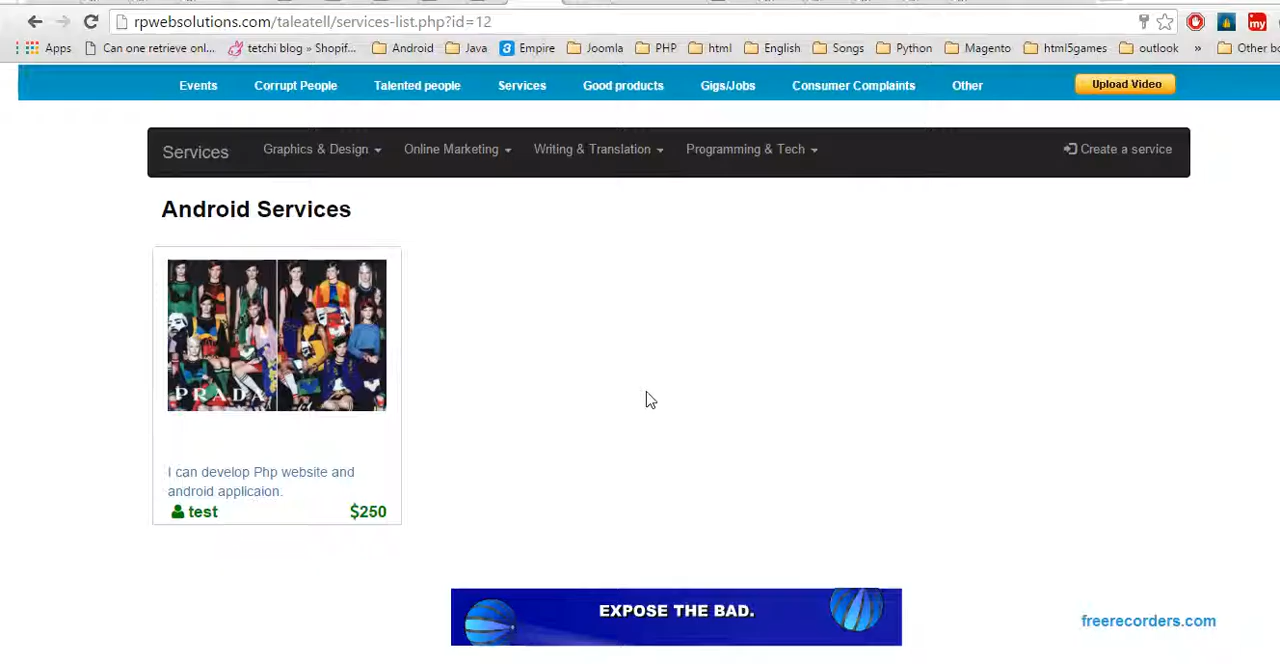 rpwebsolutions.com/taleatell/services-list.php?id=12
my
Apps Can one retrieve onl... tetchi blog » Shopif... Android Java 3 Empire Joomla PHP html English Songs Python Magento html5games outlook » Other bo
Events Corrupt People Talented people Services Good products Gigs/Jobs Consumer Complaints Other Upload Video
Services Graphics & Design Online Marketing Writing & Translation Programming & Tech Create a service
Android Services
PRADA
I can develop Php website and
android applicaion.
test $250
EXPOSE THE BAD.
freerecorders.com